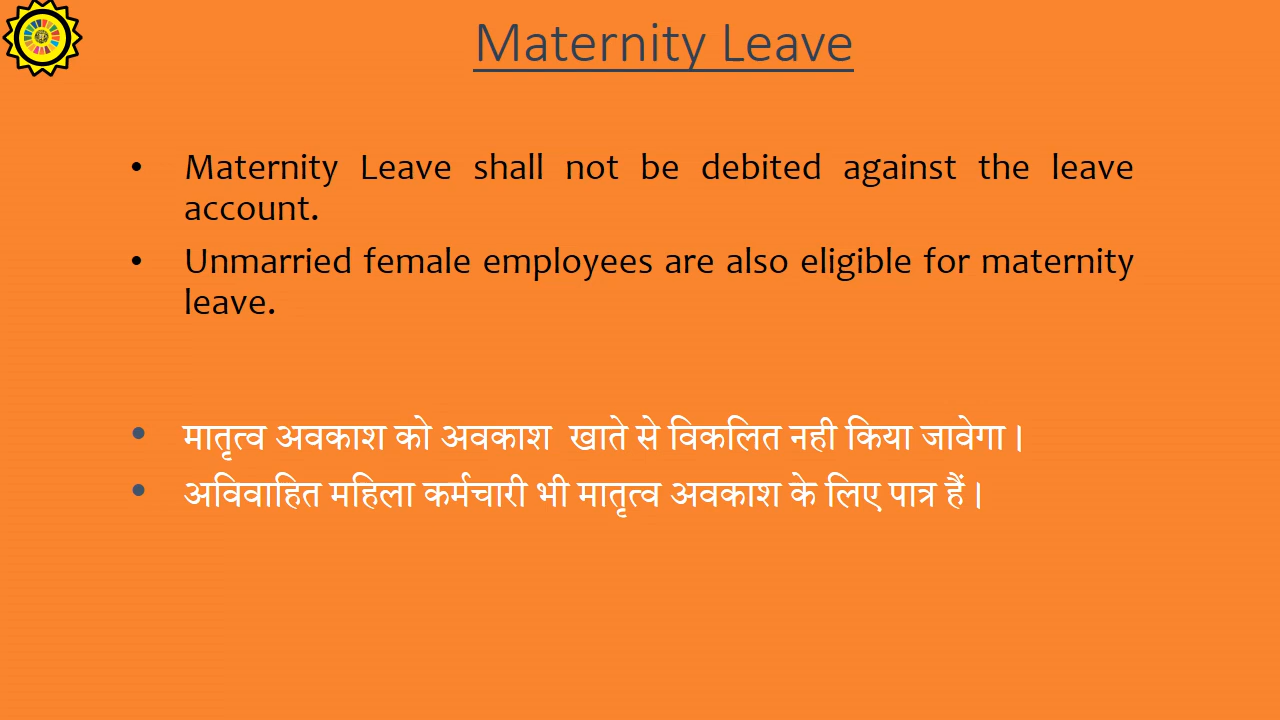 Maternity Leave
• Maternity Leave shall not be debited against the leave
account.
• Unmarried female employees are also eligible for maternity
leave.
• मातृत्व अवकाश को अवकाश खाते से विकलित नही किया जावेगा।
• अविवाहित महिला कर्मचारी भी मातृत्व अवकाश के लिए पात्र हैं।